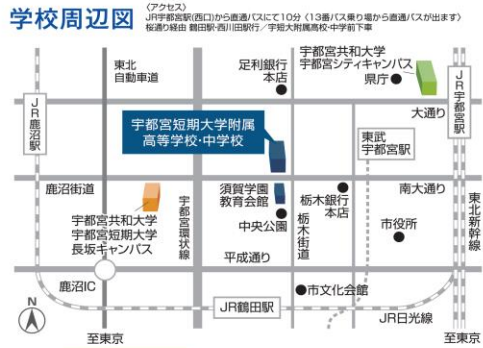 学校周辺図
〈アクセス〉
JR宇都宮駅(西口)から直通バスにて10分〈13番バス乗り場から直通バスが出ます〉
桜通り経由 鶴田駅・西川田駅行／宇短大附属高校・中学前下車
東北
自動車道
足利銀行
本店
宇都宮共和大学
宇都宮シティキャンパス
県庁
JR宇都宮駅
JR鹿沼駅
大通り
宇都宮短期大学附属
高等学校・中学校
東武
宇都宮駅
鹿沼街道
須賀学園
教育会館
栃木銀行
本店
南大通り
宇都宮共和大学
宇都宮短期大学
長坂キャンパス
宇都宮環状線
中央公園
栃木街道
市役所
東北新幹線
平成通り
鹿沼IC
市文化会館
N
JR鶴田駅
JR日光線
至東京
至東京